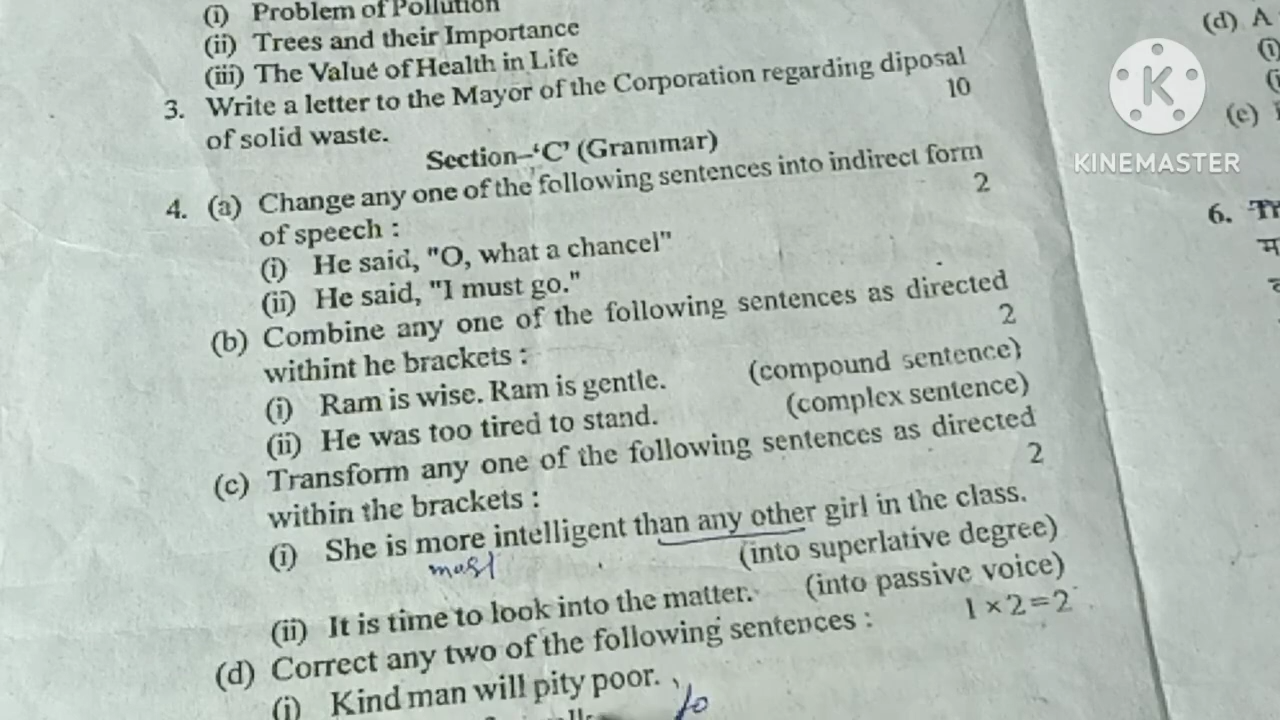 (i) Problem of Pollution
(ii) Trees and their Importance
(iii) The Value of Health in Life
3. Write a letter to the Mayor of the Corporation regarding diposal
of solid waste. 10
Section-'C' (Grammar)
4. (a) Change any one of the following sentences into indirect form
of speech : 2
(i) He said, "O, what a chancel"
(ii) He said, "I must go."
(b) Combine any one of the following sentences as directed
withint he brackets : 2
(i) Ram is wise. Ram is gentle. (compound sentence)
(ii) He was too tired to stand. (complex sentence)
(c) Transform any one of the following sentences as directed
within the brackets : 2
(i) She is more intelligent than any other girl in the class.
most (into superlative degree)
(ii) It is time to look into the matter. (into passive voice)
(d) Correct any two of the following sentences : 1×2=2
(i) Kind man will pity poor.
to
(d) A
(e)
6.
KINEMASTER